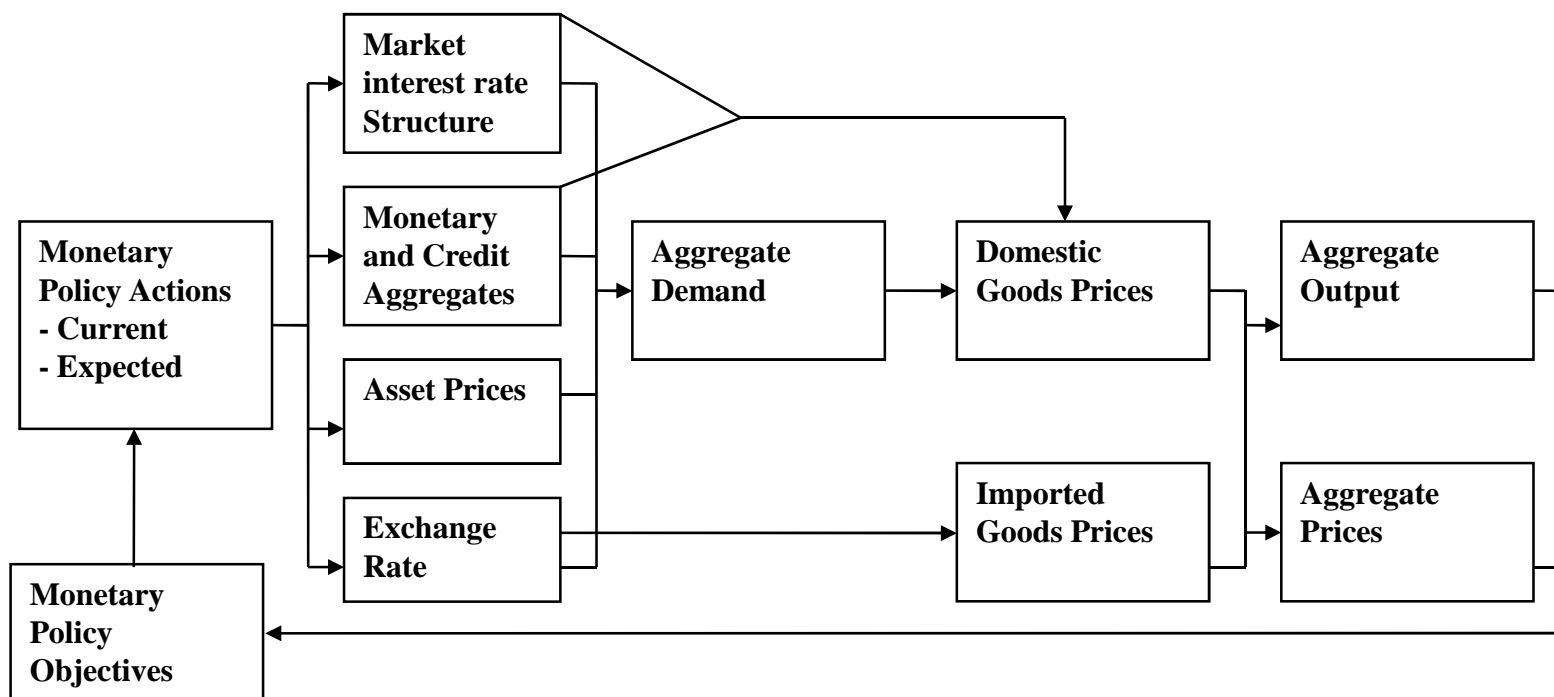 Market
interest rate
Structure
Monetary
and Credit
Aggregates
Asset Prices
Exchange
Rate
Monetary
Policy Actions
- Current
- Expected
Monetary
Policy
Objectives
Aggregate
Demand
Domestic
Goods Prices
Imported
Goods Prices
Aggregate
Output
Aggregate
Prices